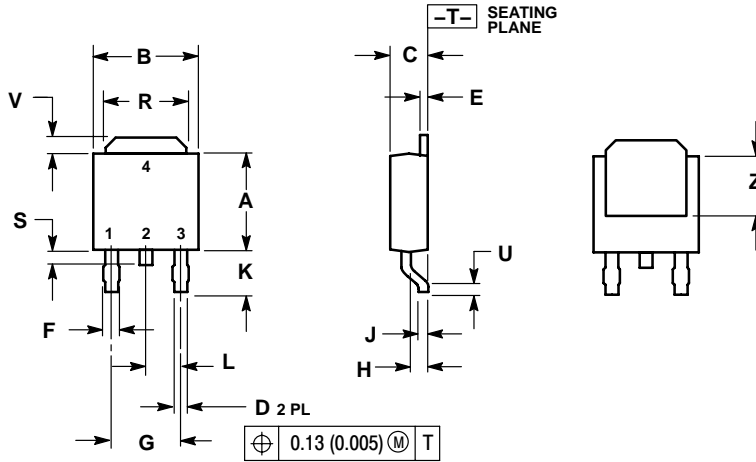 –T– SEATING
PLANE
C
B
V
R
E
4
Z
A
S
1 2 3
U
K
F
J
L
H
D 2 PL
G
⌖ 0.13 (0.005) Ⓜ T